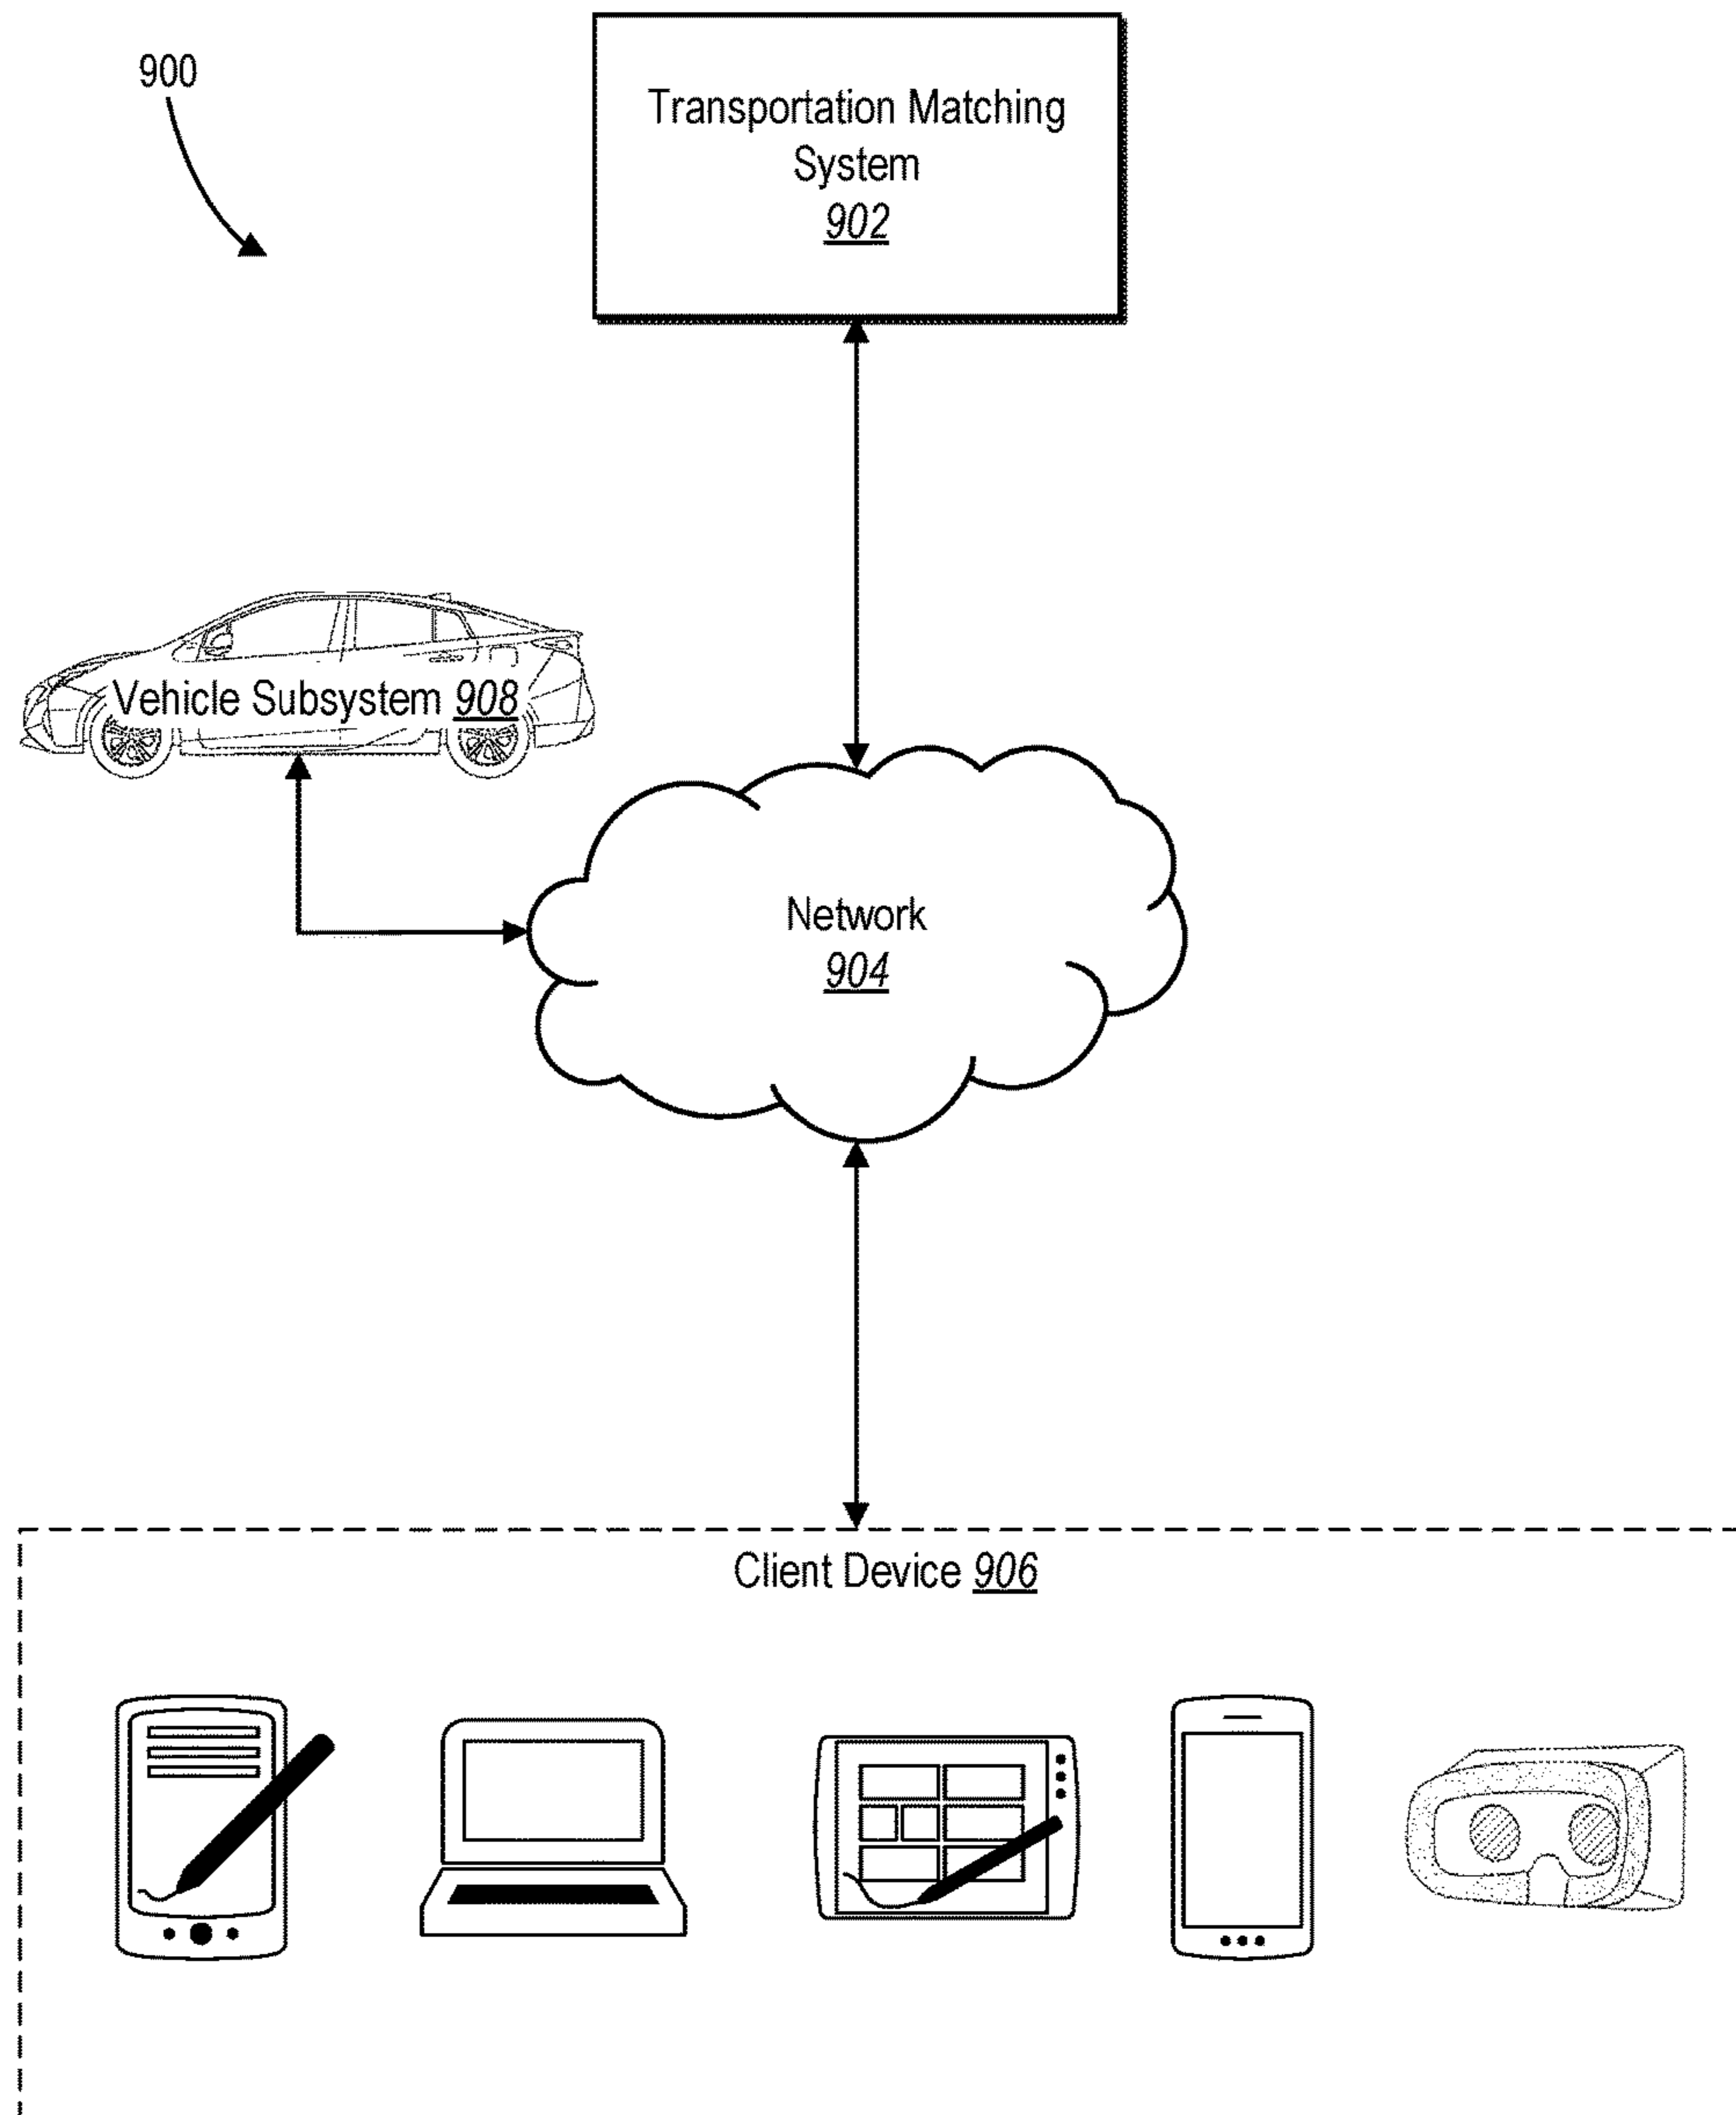 900
Transportation Matching
System
902
Vehicle Subsystem 908
Network
904
Client Device 906